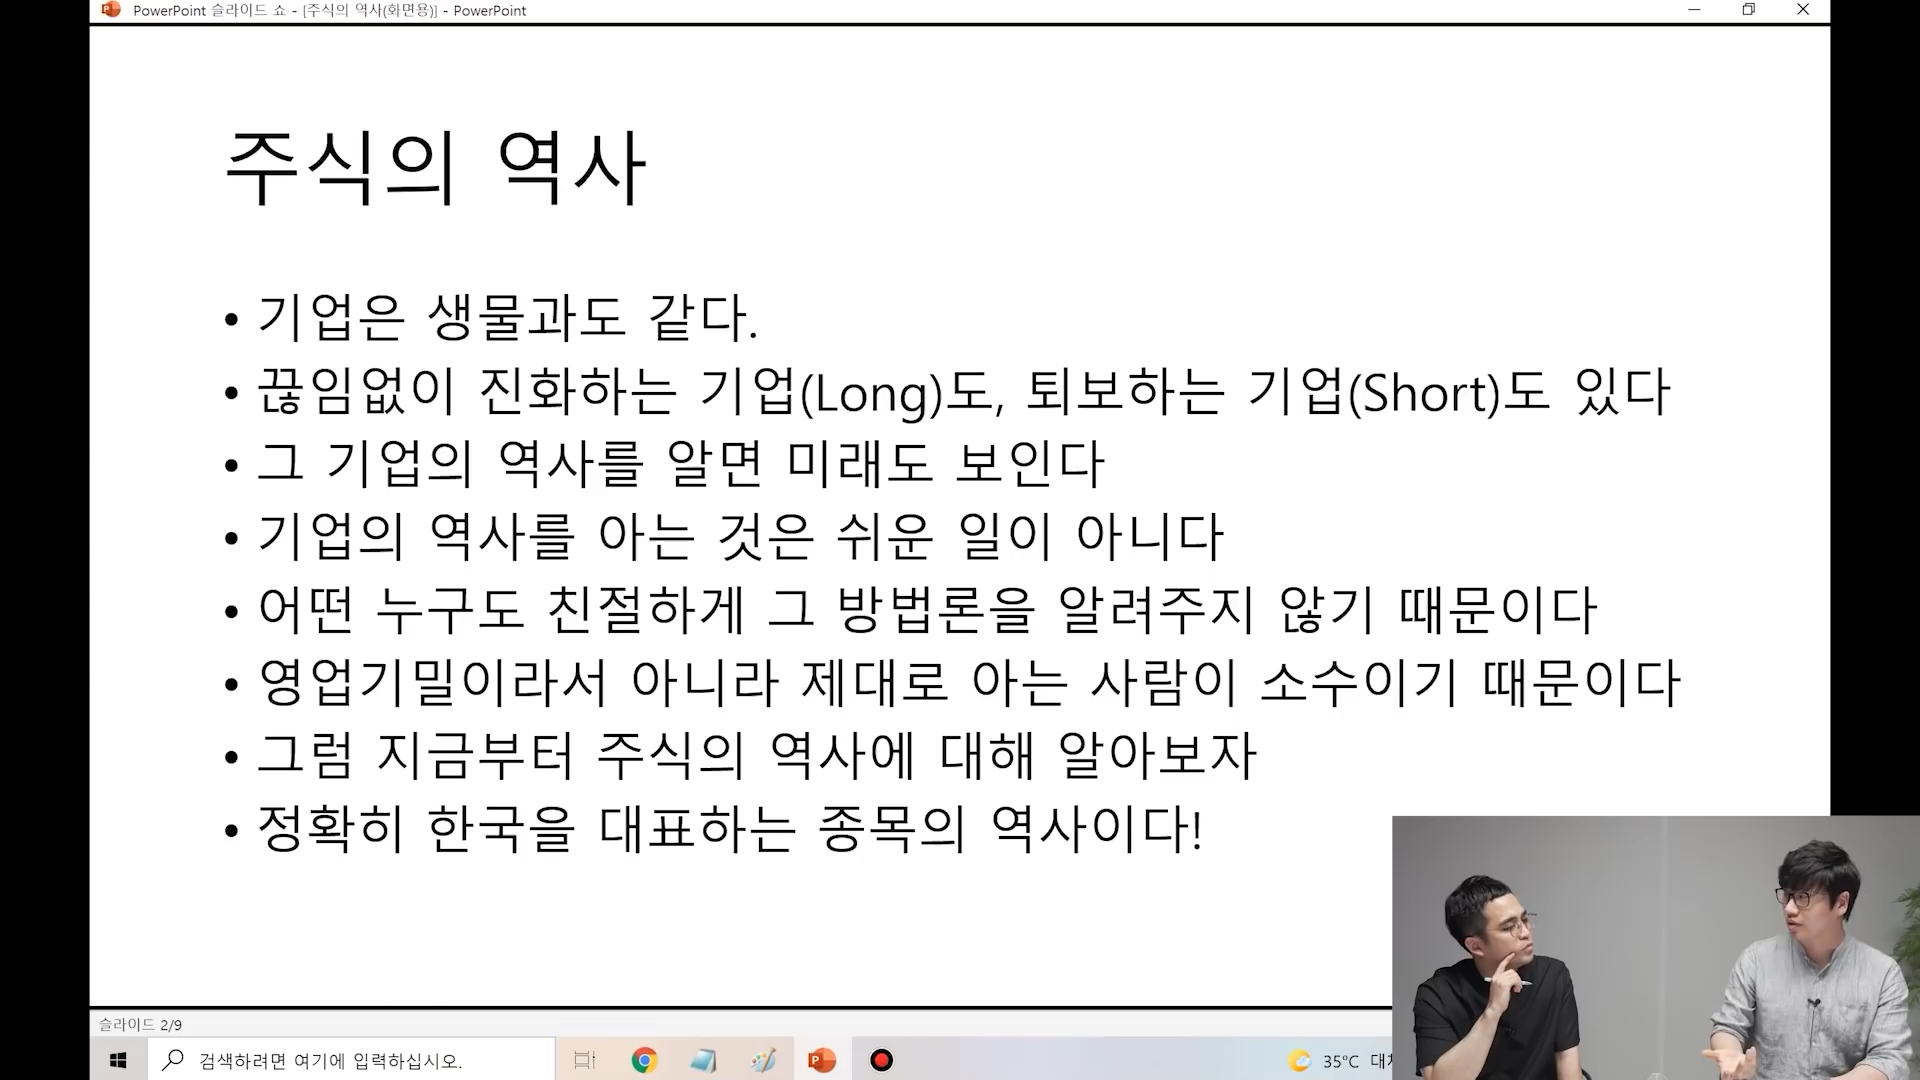 PowerPoint 슬라이드 쇼 - [주식의 역사(화면용)] - PowerPoint
주식의 역사
• 기업은 생물과도 같다.
• 끊임없이 진화하는 기업(Long)도, 퇴보하는 기업(Short)도 있다
• 그 기업의 역사를 알면 미래도 보인다
• 기업의 역사를 아는 것은 쉬운 일이 아니다
• 어떤 누구도 친절하게 그 방법론을 알려주지 않기 때문이다
• 영업기밀이라서 아니라 제대로 아는 사람이 소수이기 때문이다
• 그럼 지금부터 주식의 역사에 대해 알아보자
• 정확히 한국을 대표하는 종목의 역사이다!
슬라이드 2/9
검색하려면 여기에 입력하십시오.
35°C